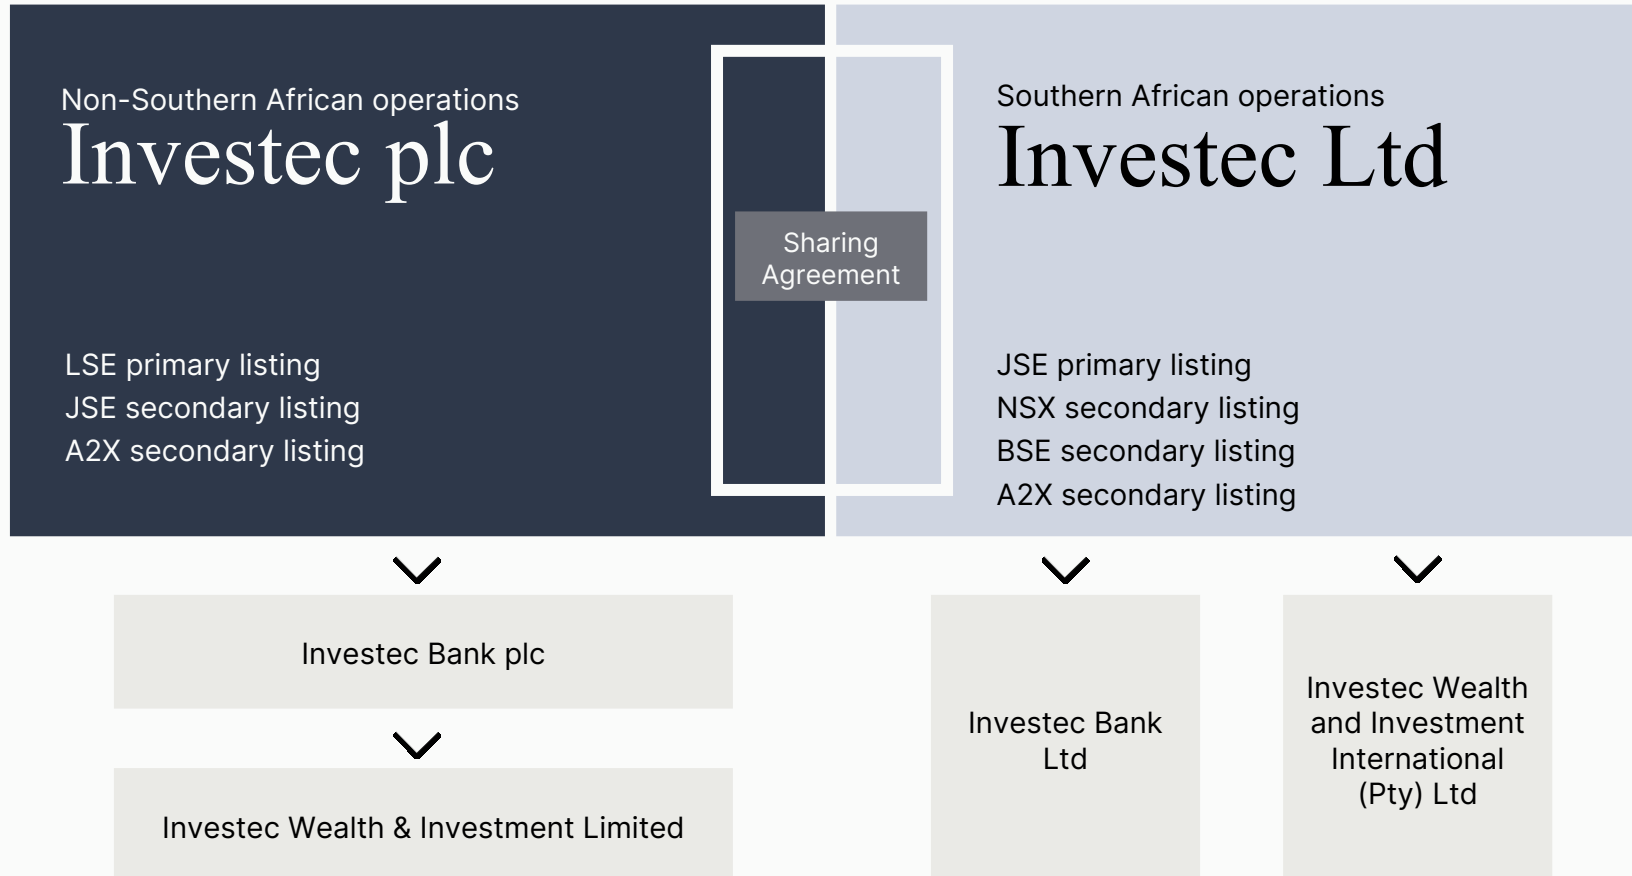 Non-Southern African operations
Investec plc
LSE primary listing
JSE secondary listing
A2X secondary listing
Sharing
Agreement
Southern African operations
Investec Ltd
JSE primary listing
NSX secondary listing
BSE secondary listing
A2X secondary listing
Investec Bank plc
Investec Wealth & Investment Limited
Investec Bank
Ltd
Investec Wealth
and Investment
International
(Pty) Ltd